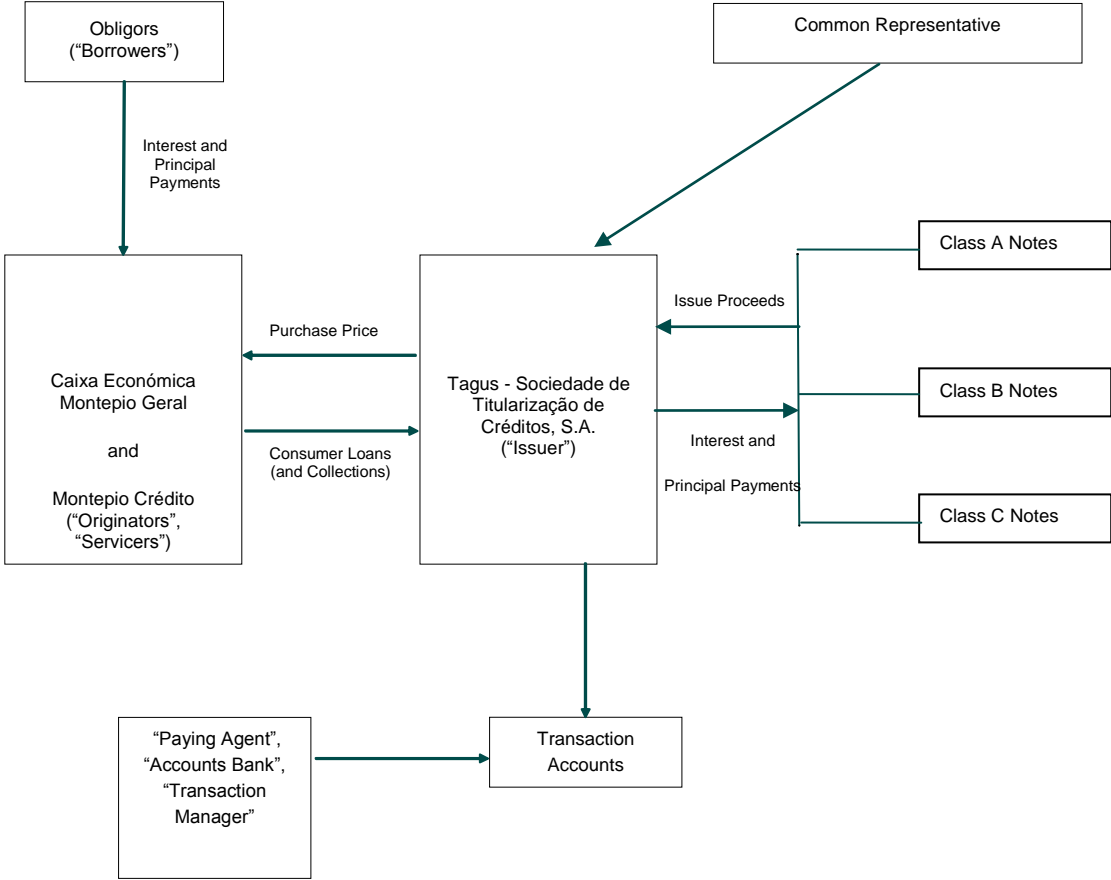 Obligors
(“Borrowers”)
Common Representative
Interest and
Principal
Payments
Class A Notes
Issue Proceeds
Purchase Price
Caixa Económica
Montepio Geral
and
Montepio Crédito
(“Originators”,
“Servicers”)
Tagus - Sociedade de
Titularização de
Créditos, S.A.
(“Issuer”)
Class B Notes
Consumer Loans
(and Collections)
Interest and
Principal Payments
Class C Notes
“Paying Agent”,
“Accounts Bank”,
“Transaction
Manager”
Transaction
Accounts